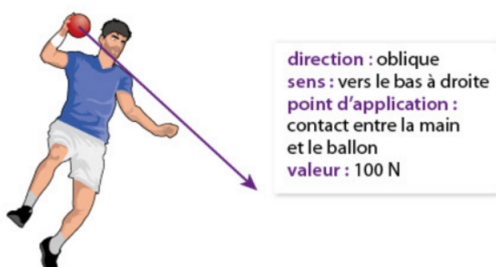 direction : oblique
sens : vers le bas à droite
point d'application :
contact entre la main
et le ballon
valeur : 100 N